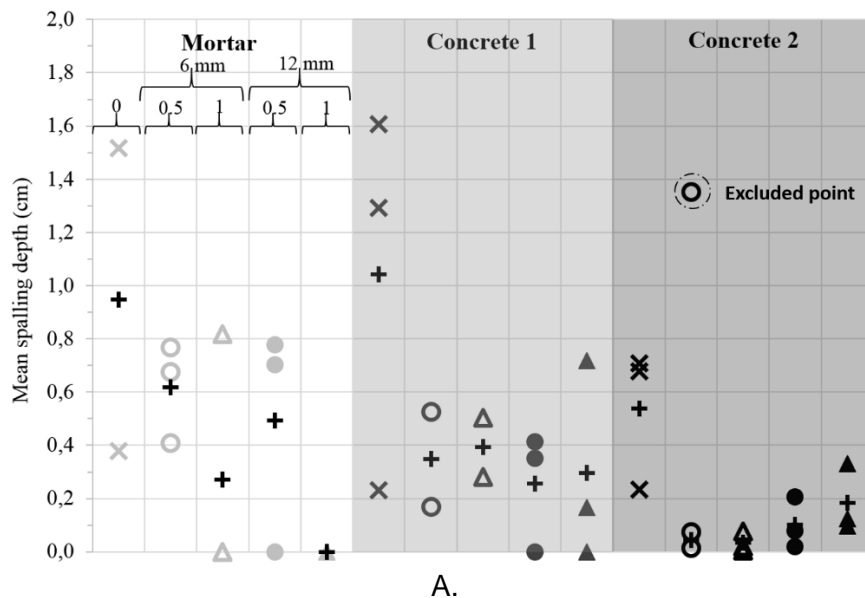 2,0
1,8
1,6
1,4
1,2
1,0
0,8
0,6
0,4
0,2
0,0
Mean spalling depth (cm)
Mortar
Concrete 1
Concrete 2
6 mm
12 mm
0
0.5
1
0.5
1
Excluded point
A.